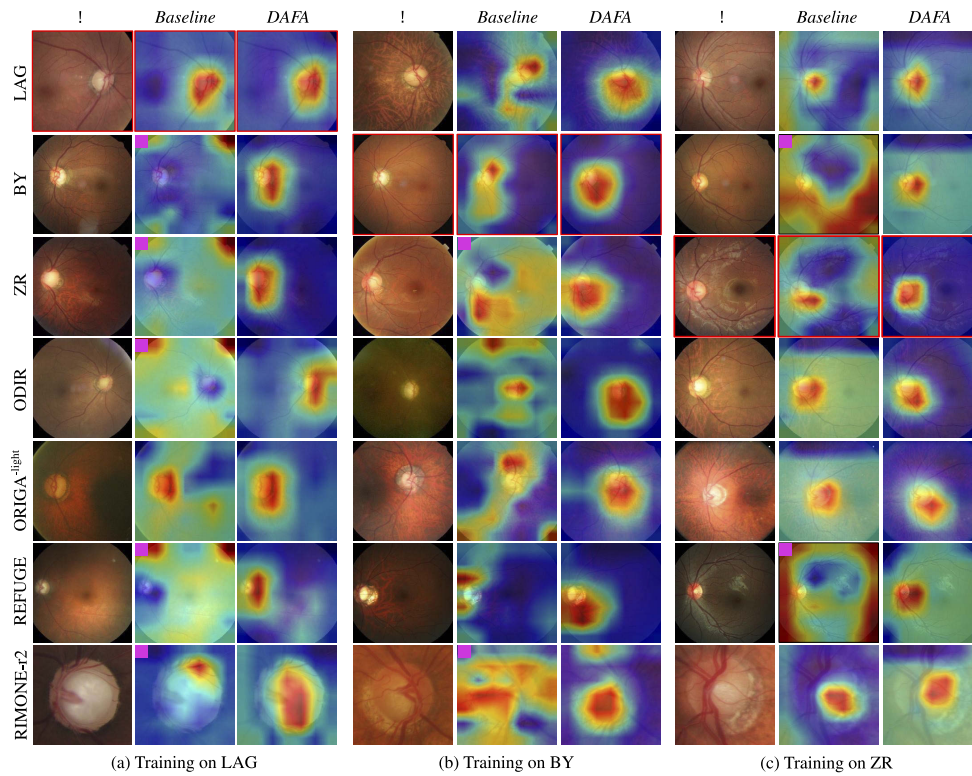 ! Baseline DAFA ! Baseline DAFA ! Baseline DAFA
LAG
BY
ZR
ODIR
ORIGA-light
REFUGE
RIMONE-r2
(a) Training on LAG (b) Training on BY (c) Training on ZR